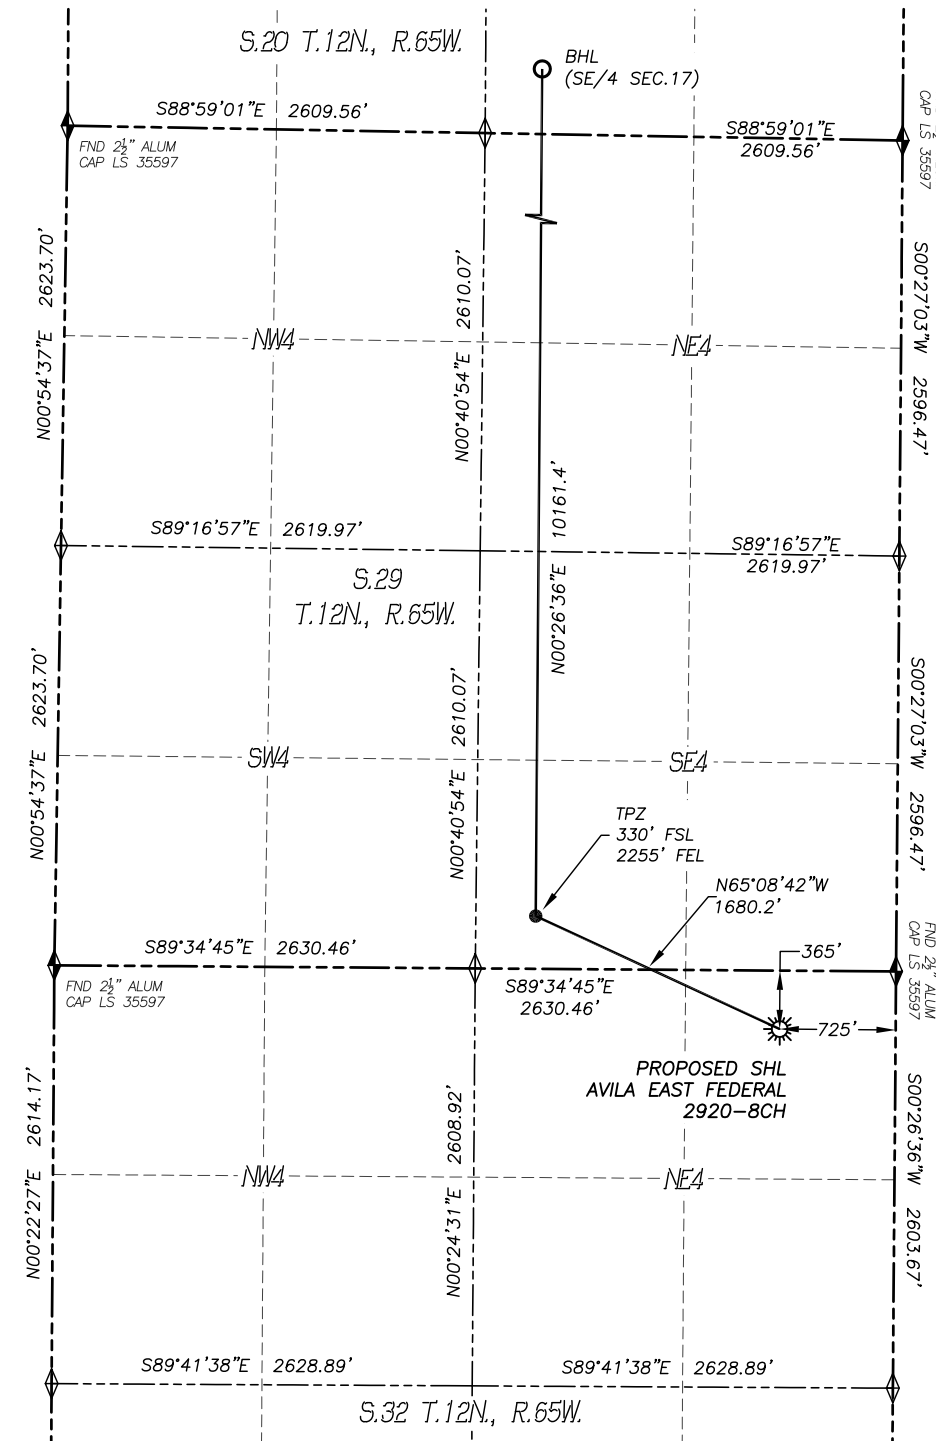 S.20 T.12N., R.65W.
BHL
(SE/4 SEC.17)
S88°59'01"E 2609.56'
S88°59'01"E
2609.56'
FND 2½" ALUM
CAP LS 35597
CAP LS 35597
N00°54'37"E 2623.70'
N00°40'54"E 2610.07'
S00°27'03"W 2596.47'
NW4
NE4
N00°26'36"E 10161.4'
S89°16'57"E 2619.97'
S89°16'57"E
2619.97'
S.29
T.12N., R.65W.
N00°54'37"E 2623.70'
N00°40'54"E 2610.07'
S00°27'03"W 2596.47'
SW4
SE4
TPZ
330' FSL
2255' FEL
N65°08'42"W
1680.2'
S89°34'45"E 2630.46'
S89°34'45"E
2630.46'
365'
FND 2½" ALUM
CAP LS 35597
FND 2½" ALUM
CAP LS 35597
725'
PROPOSED SHL
AVILA EAST FEDERAL
2920-8CH
N00°22'27"E 2614.17'
N00°24'31"E 2608.92'
S00°26'36"W 2603.67'
NW4
NE4
S89°41'38"E 2628.89'
S89°41'38"E 2628.89'
S.32 T.12N., R.65W.